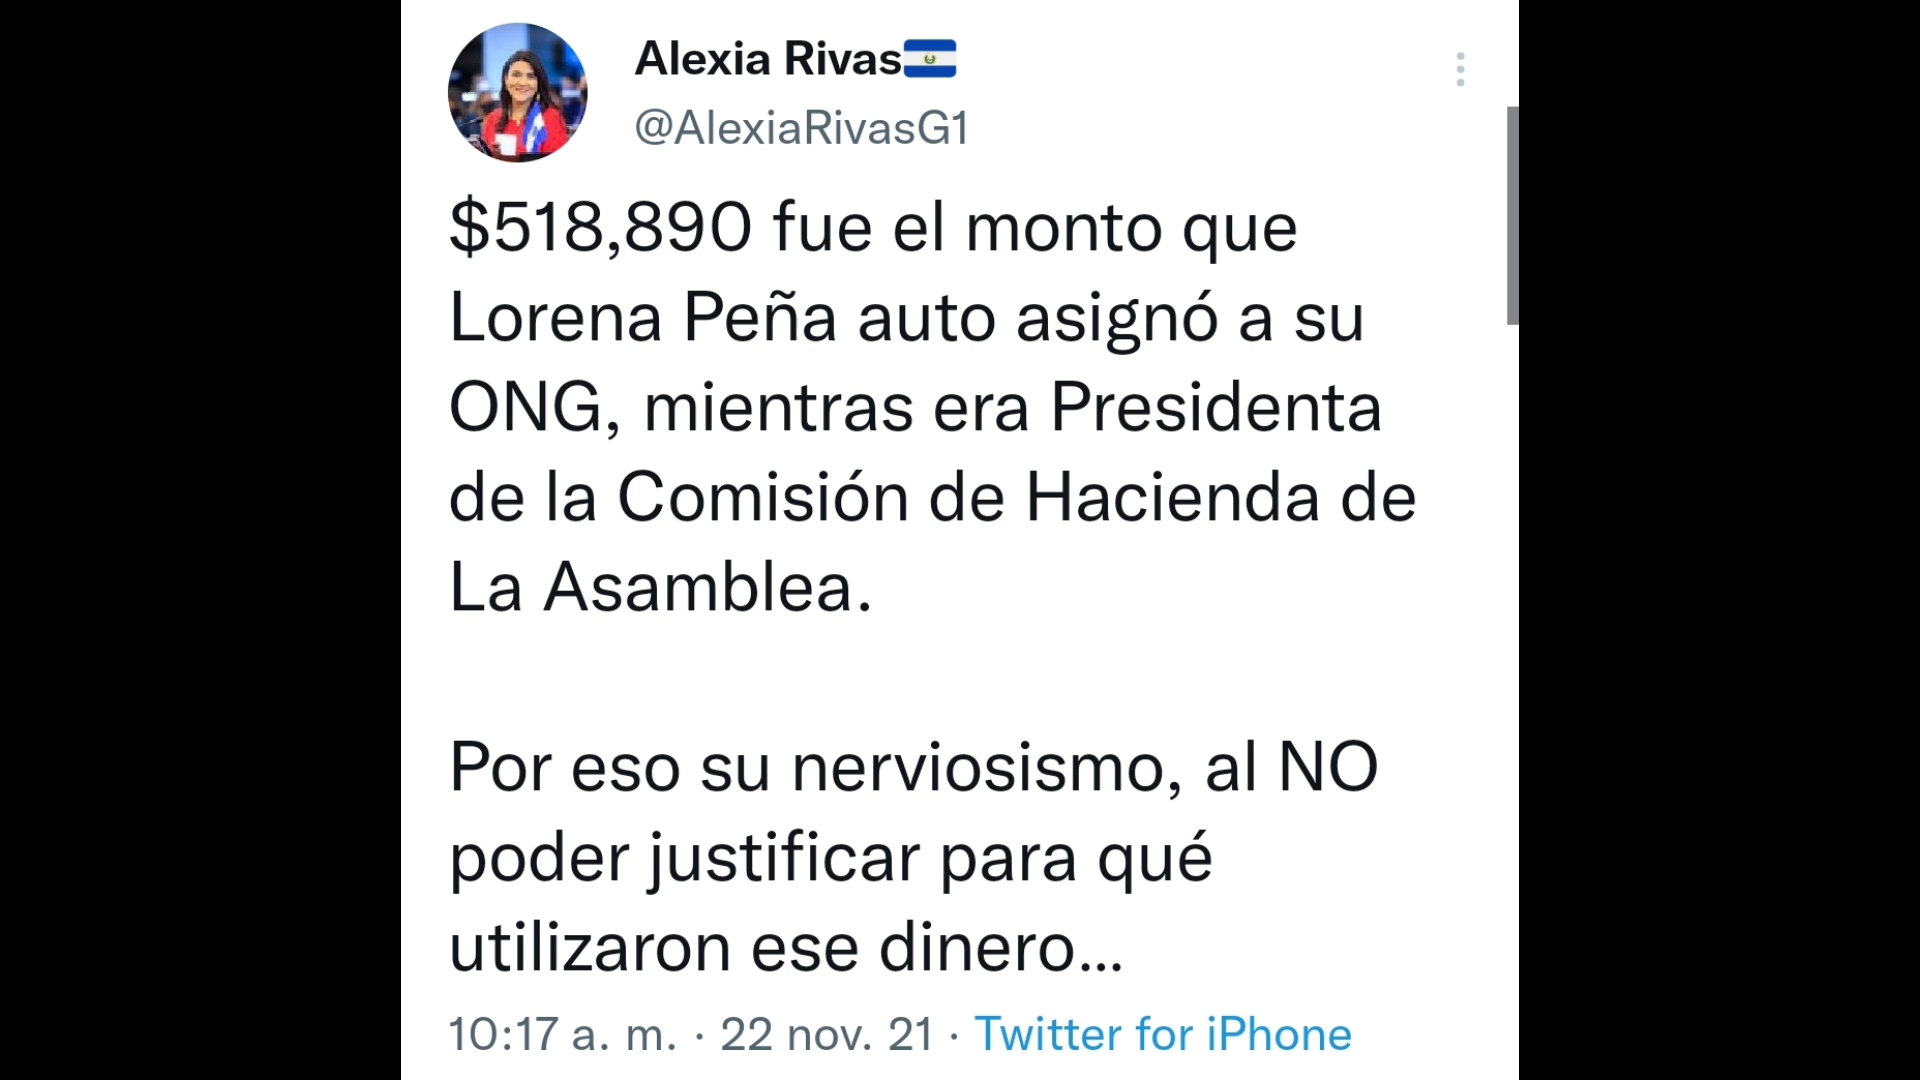 Alexia Rivas🇸🇻
@AlexiaRivasG1
$518,890 fue el monto que
Lorena Peña auto asignó a su
ONG, mientras era Presidenta
de la Comisión de Hacienda de
La Asamblea.
Por eso su nerviosismo, al NO
poder justificar para qué
utilizaron ese dinero...
10:17 a. m. · 22 nov. 21 · Twitter for iPhone